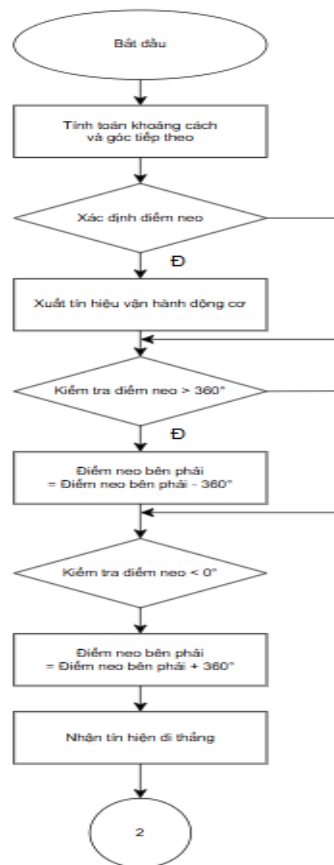 Bắt đầu
Tính toán khoảng cách
và góc tiếp theo
Xác định điểm neo
Đ
Xuất tín hiệu vận hành động cơ
Kiểm tra điểm neo > 360°
Đ
Điểm neo bên phải
= Điểm neo bên phải - 360°
Kiểm tra điểm neo < 0°
Điểm neo bên phải
= Điểm neo bên phải + 360°
Nhận tín hiện đi thẳng
2